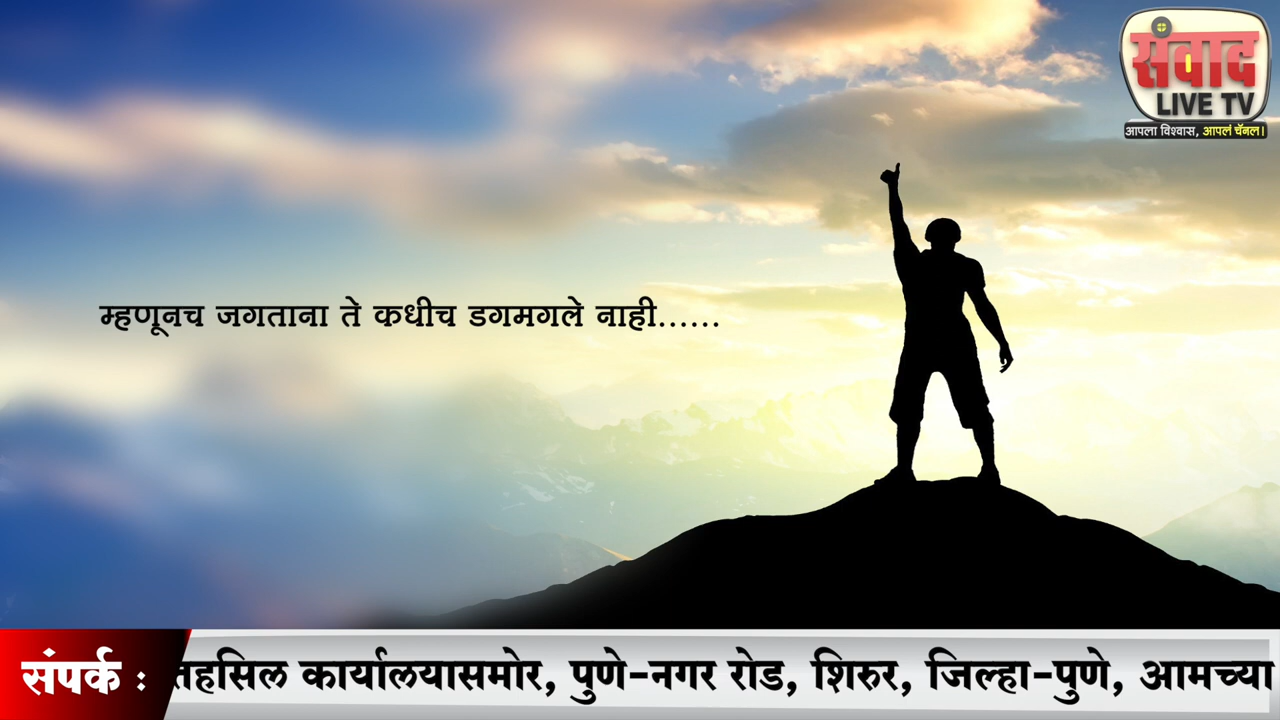 संवाद
LIVE TV
आपला विश्वास, आपलं चॅनल।
म्हणूनच जगताना ते कधीच डगमगले नाही......
संपर्क : तहसिल कार्यालयासमोर, पुणे-नगर रोड, शिरुर, जिल्हा-पुणे, आमच्या